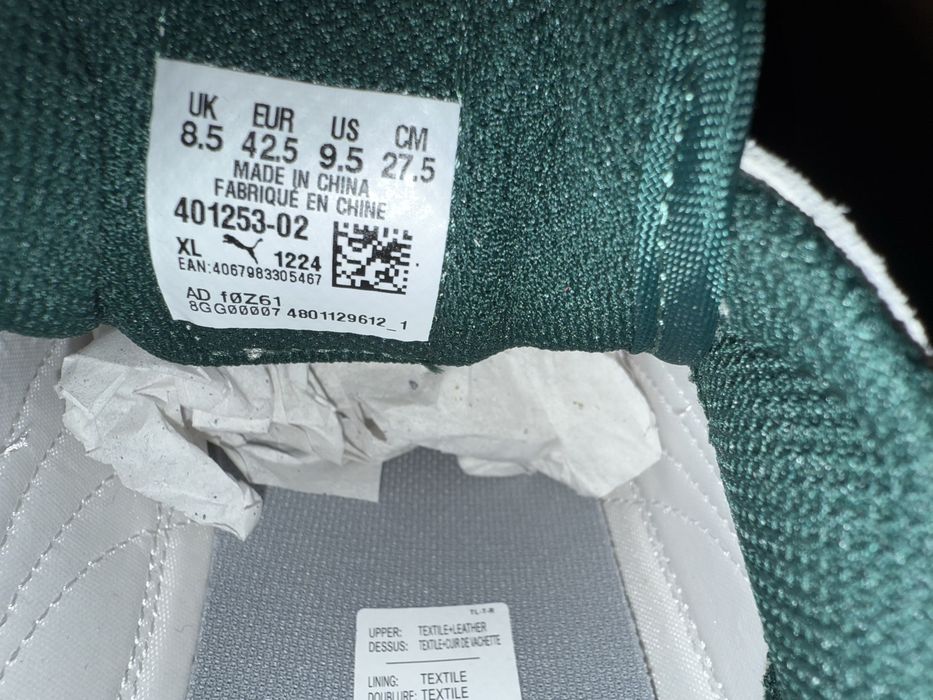 UK EUR US CM
8.5 42.5 9.5 27.5
MADE IN CHINA
FABRIQUE EN CHINE
401253-02
XL 1224
EAN:4067983305467
AD f0Z61
8GG00007 4801129612_1
TL-T-R
UPPER: TEXTILE+LEATHER
DESSUS: TEXTILE+CUIR DE VACHETTE
LINING: TEXTILE
DOUBLURE: TEXTILE